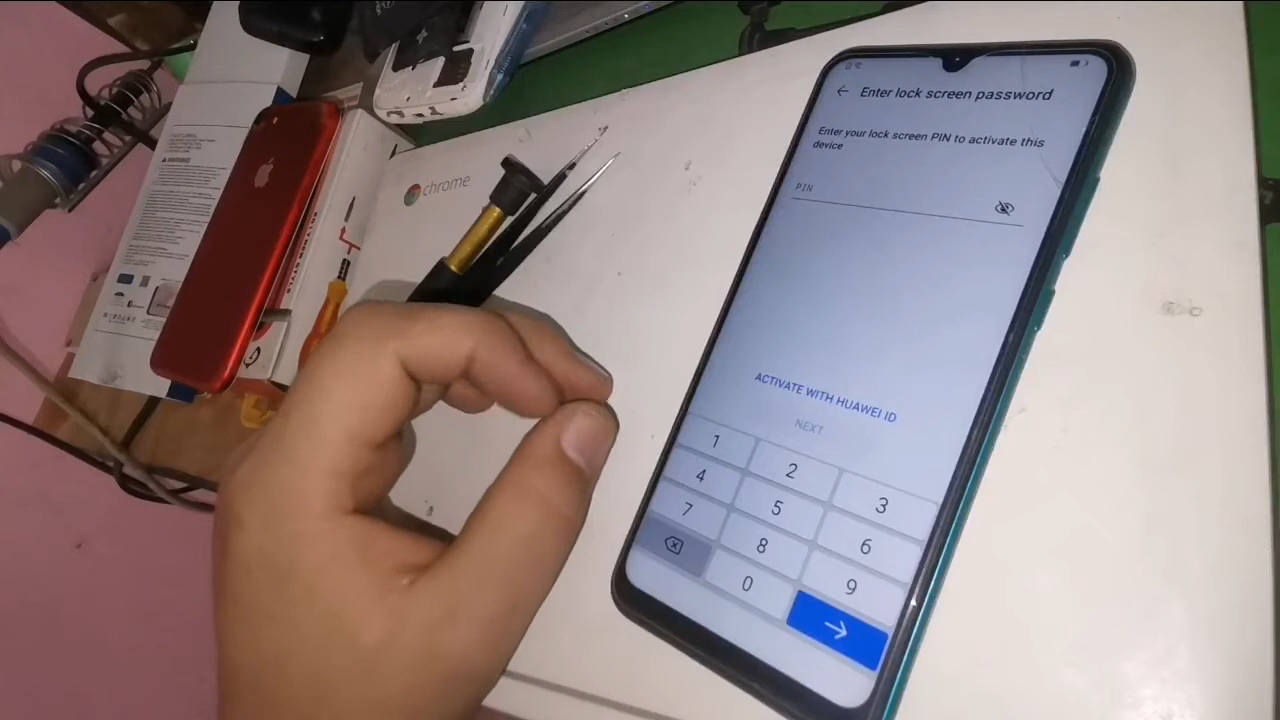 Enter lock screen password
Enter your lock screen PIN to activate this
device
PIN
ACTIVATE WITH HUAWEI ID
NEXT
1
2
3
4
5
6
7
8
9
0
chrome